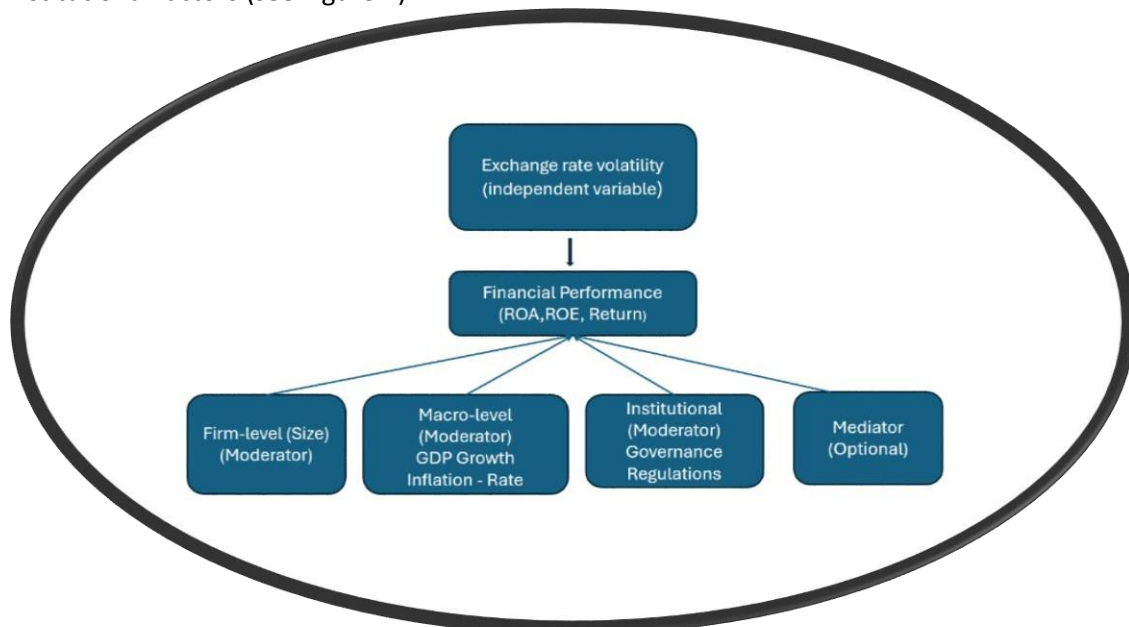 Exchange rate volatility
(independent variable)
Financial Performance
(ROA,ROE, Return)
Firm-level (Size)
(Moderator)
Macro-level
(Moderator)
GDP Growth
Inflation - Rate
Institutional
(Moderator)
Governance
Regulations
Mediator
(Optional)